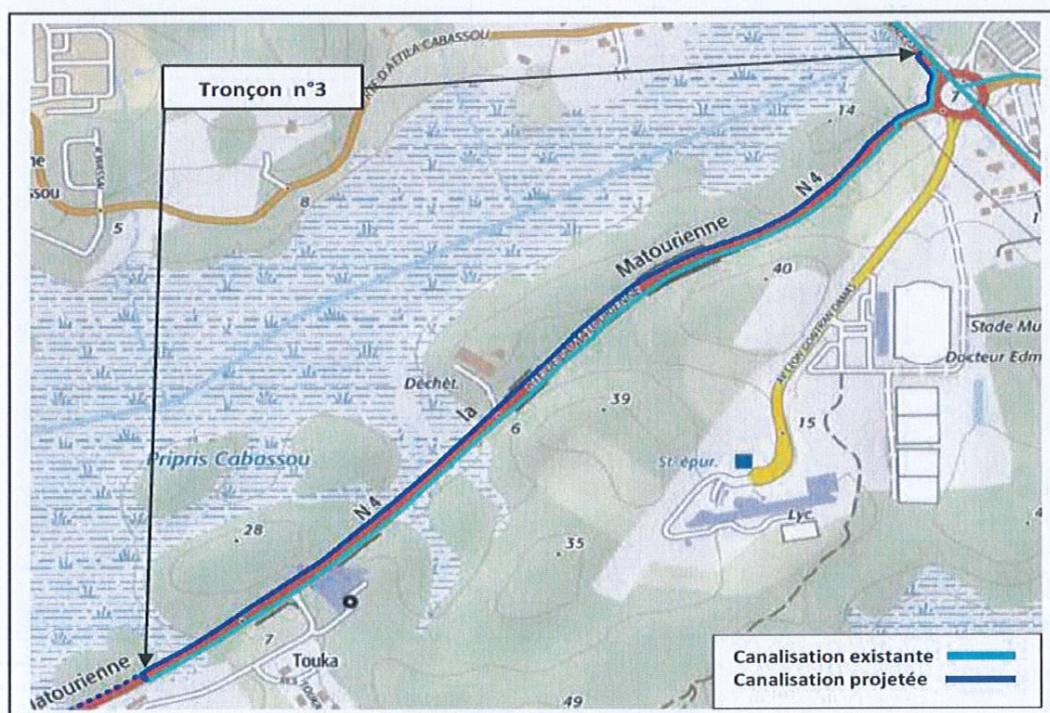 Tronçon n°3
14
8
5
N 4
Matourienne
40
Stade Mu
Docteur Edm
Déchèt.
la
6
39
15
Pripris Cabassou
St. épur.
N 4
Lyc.
28
35
7
Touka
Matourienne
49
Canalisation existante
Canalisation projetée